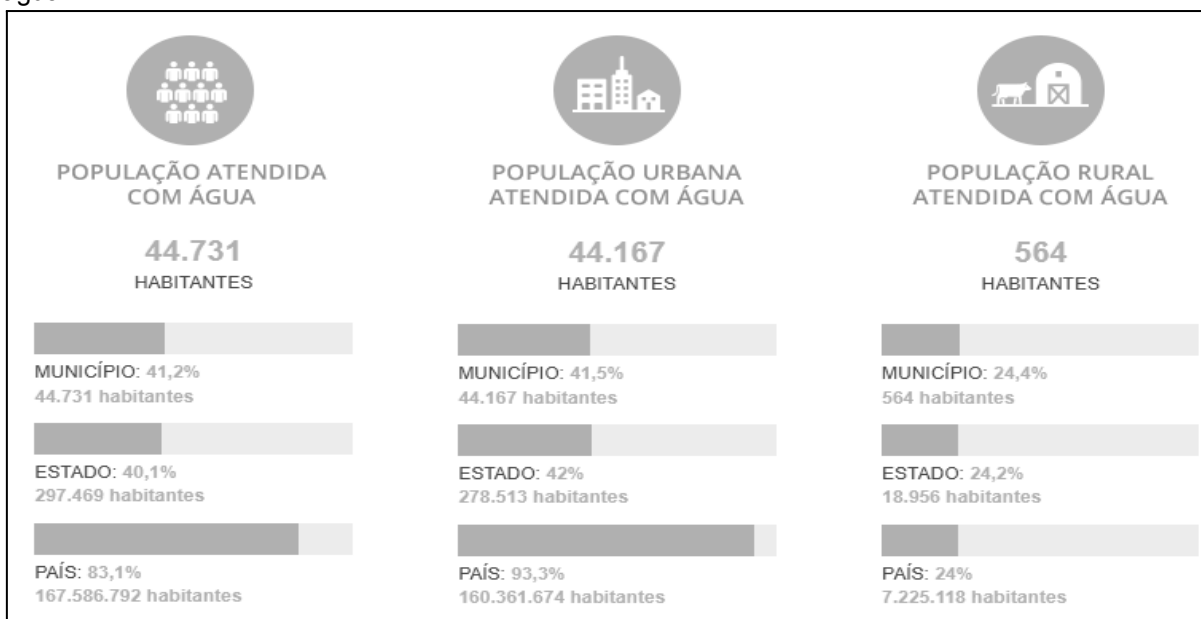 POPULAÇÃO ATENDIDA
COM ÁGUA
44.731
HABITANTES
MUNICÍPIO: 41,2%
44.731 habitantes
ESTADO: 40,1%
297.469 habitantes
PAÍS: 83,1%
167.586.792 habitantes
POPULAÇÃO URBANA
ATENDIDA COM ÁGUA
44.167
HABITANTES
MUNICÍPIO: 41,5%
44.167 habitantes
ESTADO: 42%
278.513 habitantes
PAÍS: 93,3%
160.361.674 habitantes
POPULAÇÃO RURAL
ATENDIDA COM ÁGUA
564
HABITANTES
MUNICÍPIO: 24,4%
564 habitantes
ESTADO: 24,2%
18.956 habitantes
PAÍS: 24%
7.225.118 habitantes